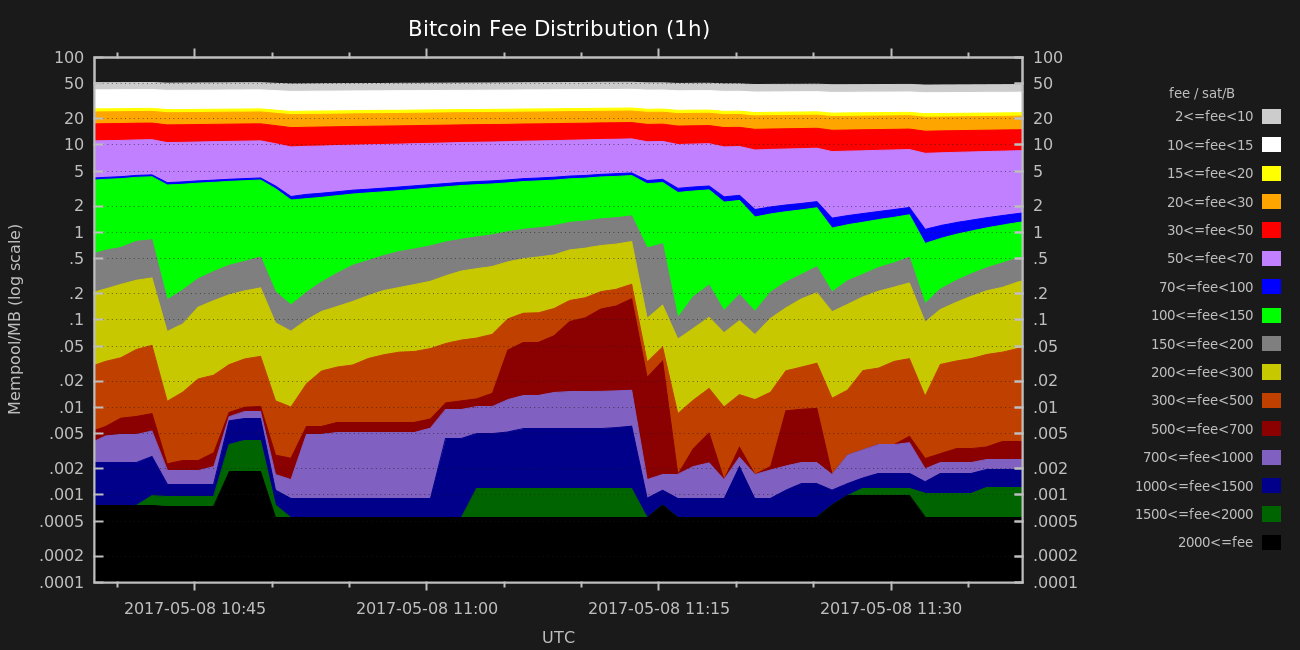 Bitcoin Fee Distribution (1h)
100
50
20
10
5
2
1
.5
.2
.1
.05
.02
.01
.005
.002
.001
.0005
.0002
.0001
Mempool/MB (log scale)
100
50
20
10
5
2
1
.5
.2
.1
.05
.02
.01
.005
.002
.001
.0005
.0002
.0001
2017-05-08 10:45
2017-05-08 11:00
2017-05-08 11:15
2017-05-08 11:30
UTC
fee / sat/B
2<=fee<10
10<=fee<15
15<=fee<20
20<=fee<30
30<=fee<50
50<=fee<70
70<=fee<100
100<=fee<150
150<=fee<200
200<=fee<300
300<=fee<500
500<=fee<700
700<=fee<1000
1000<=fee<1500
1500<=fee<2000
2000<=fee